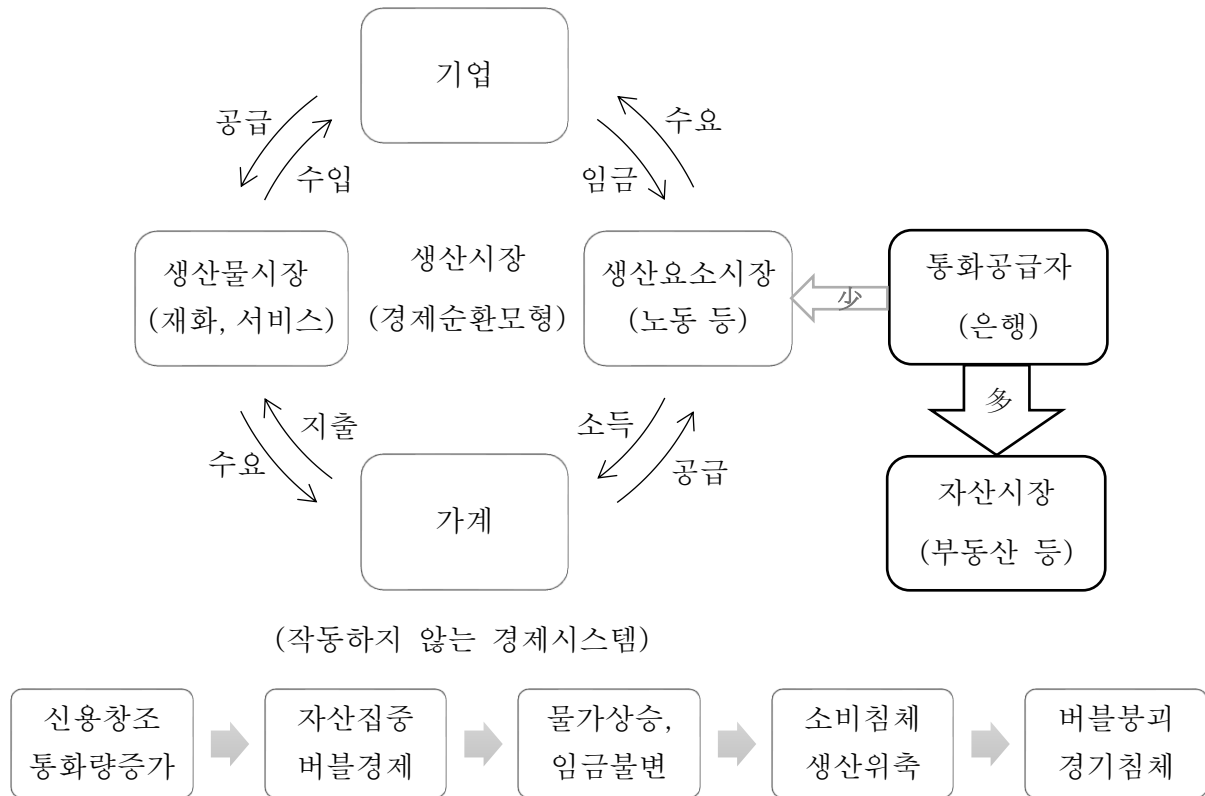 기업
공급
수입
수요
임금
생산물시장
(재화, 서비스)
생산시장
(경제순환모형)
생산요소시장
(노동 등)
少
통화공급자
(은행)
多
지출
수요
소득
공급
가계
자산시장
(부동산 등)
(작동하지 않는 경제시스템)
신용창조
통화량증가
자산집중
버블경제
물가상승,
임금불변
소비침체
생산위축
버블붕괴
경기침체